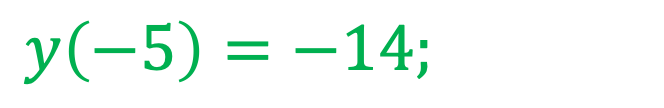 y(−5) = −14;